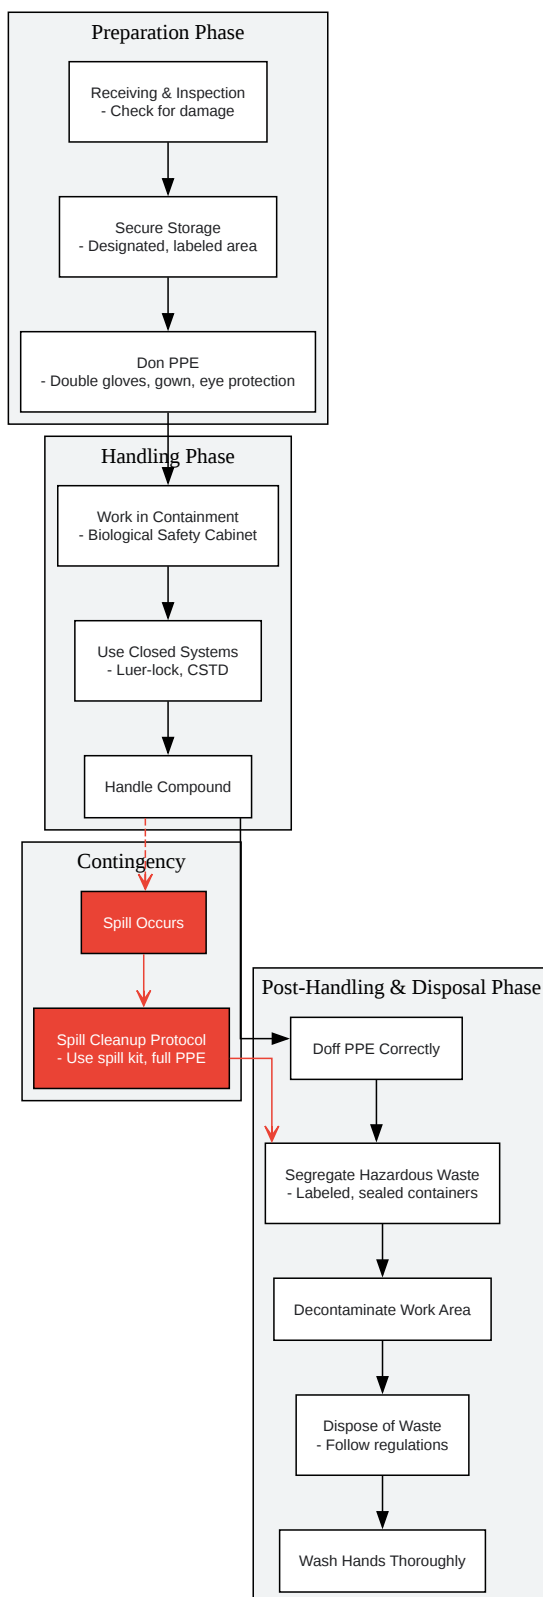 Preparation Phase
Receiving & Inspection
- Check for damage
Secure Storage
- Designated, labeled area
Don PPE
- Double gloves, gown, eye protection
Handling Phase
Work in Containment
- Biological Safety Cabinet
Use Closed Systems
- Luer-lock, CSTD
Handle Compound
Contingency
Spill Occurs
Spill Cleanup Protocol
- Use spill kit, full PPE
Post-Handling & Disposal Phase
Doff PPE Correctly
Segregate Hazardous Waste
- Labeled, sealed containers
Decontaminate Work Area
Dispose of Waste
- Follow regulations
Wash Hands Thoroughly